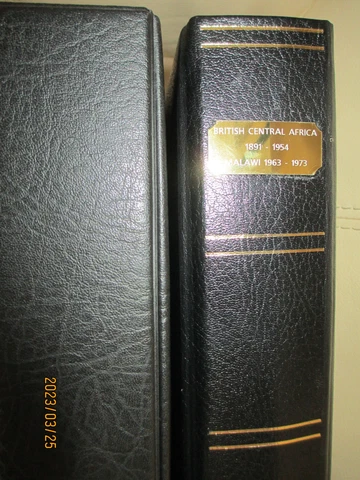 BRITISH CENTRAL AFRICA
1891 - 1954
MALAWI 1963 - 1973
2023/03/25